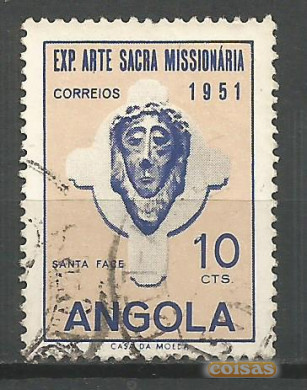 EXP. ARTE SACRA MISSIONÁRIA
CORREIOS 1951
SANTA FACE
10
CTS.
ANGOLA
CASA DA MOEDA
coisas